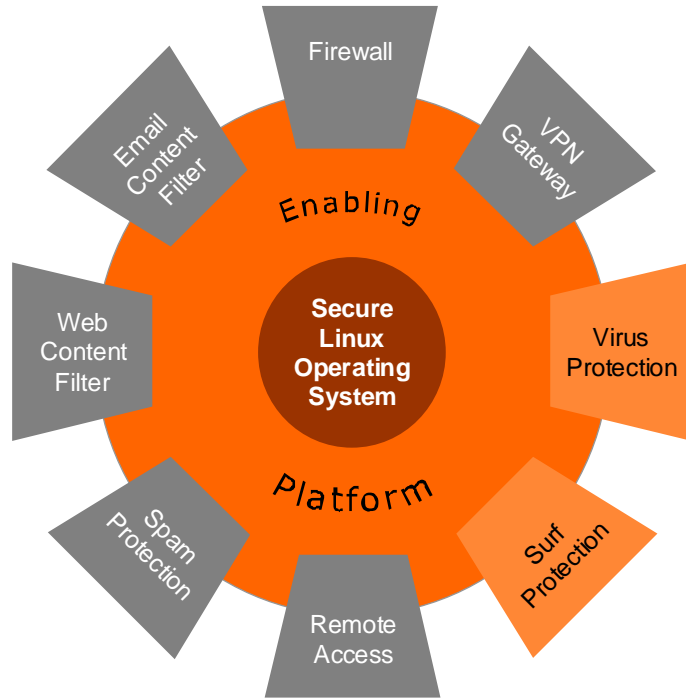 Firewall
VPN
Gateway
Virus
Protection
Surf
Protection
Remote
Access
Spam
Protection
Web
Content
Filter
Email
Content
Filter
Enabling
Secure
Linux
Operating
System
Platform